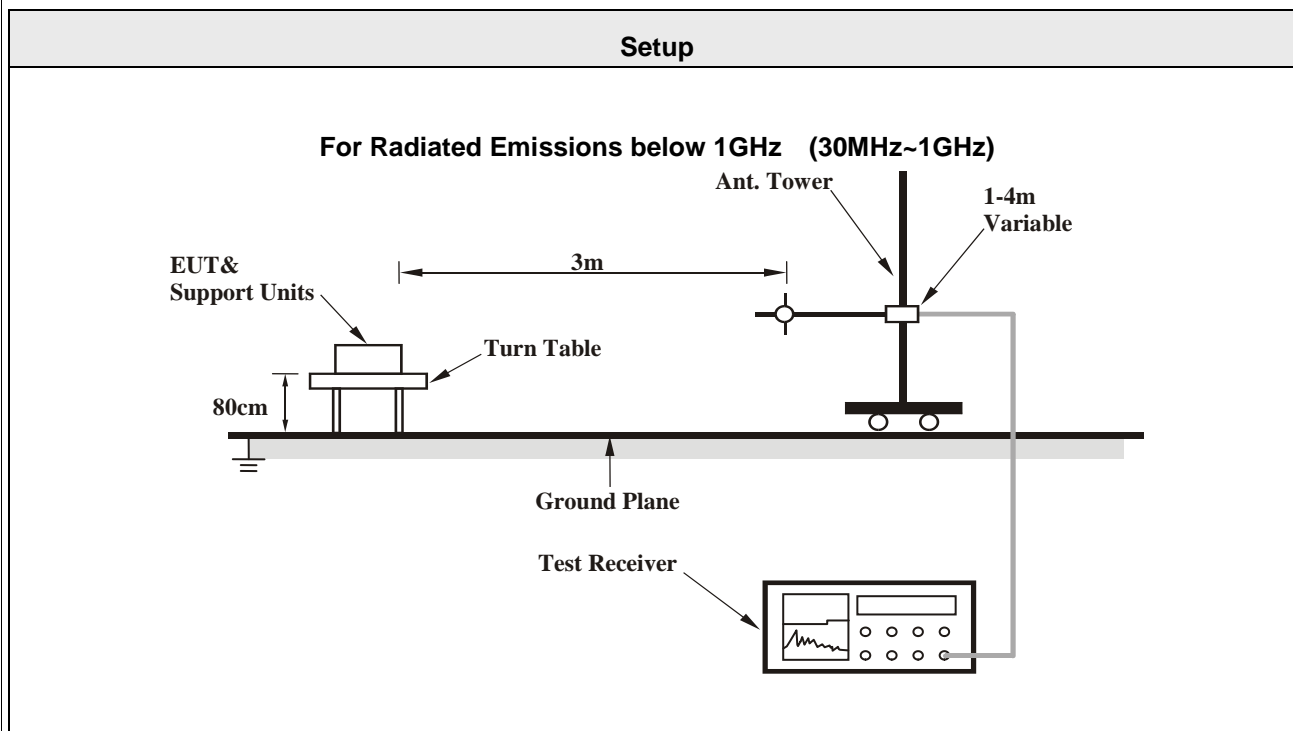 Setup
For Radiated Emissions below 1GHz (30MHz~1GHz)
Ant. Tower
1-4m
Variable
3m
EUT&
Support Units
Turn Table
80cm
Ground Plane
Test Receiver